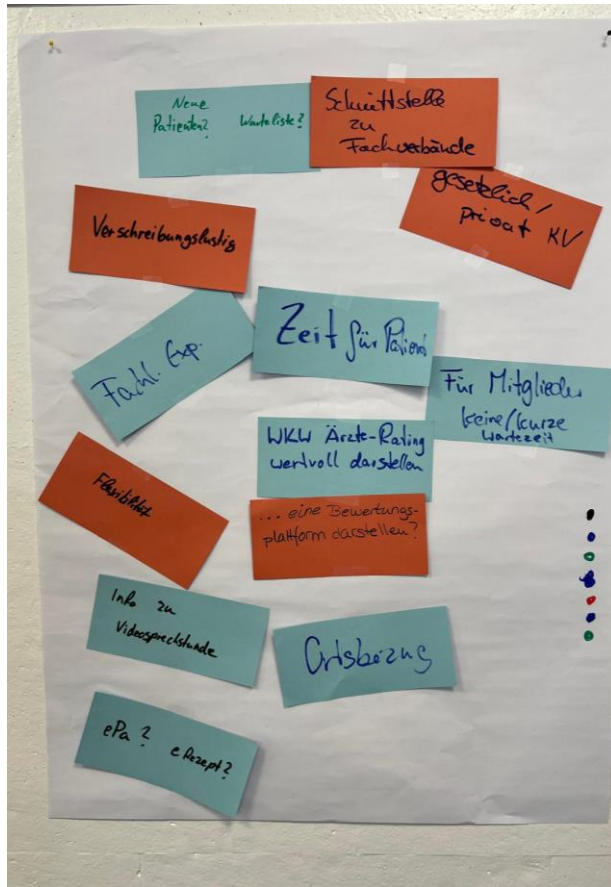 Neue
Patienten? Warteliste?
Schnittstelle
zu
Fachverbände
gesetzlich/
privat KV
Verschreibungslustig
Fachl. Exp.
Zeit für Patienten
Für Mitglieder
keine/kurze
Wartezeit
WKW Ärzte-Rating
wertvoll darstellen
Flexibilität
... eine Bewertungs-
plattform darstellen?
Info zu
Videosprechstunde
Ortsbezug
ePa? eRezept?